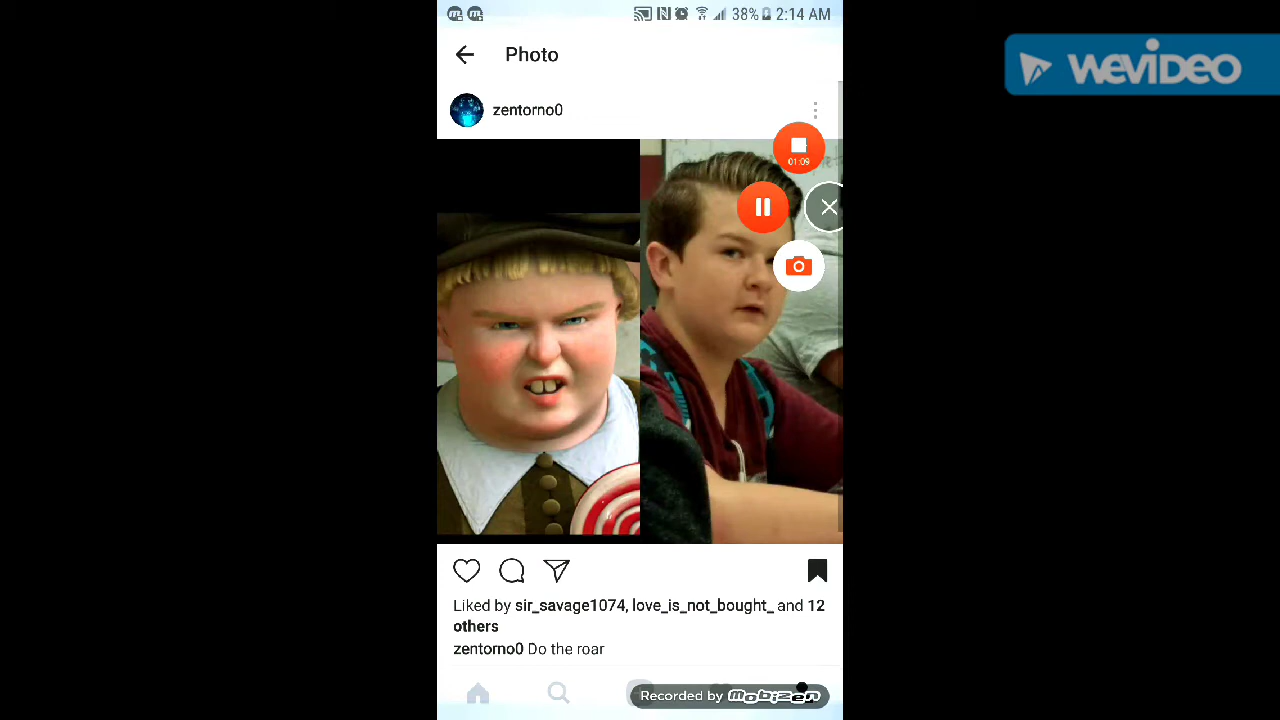 38% 2:14 AM
WEVIDEO
Photo
zentorno0
01:09
Liked by sir_savage1074, love_is_not_bought_ and 12
others
zentorno0 Do the roar
Recorded by mobizen